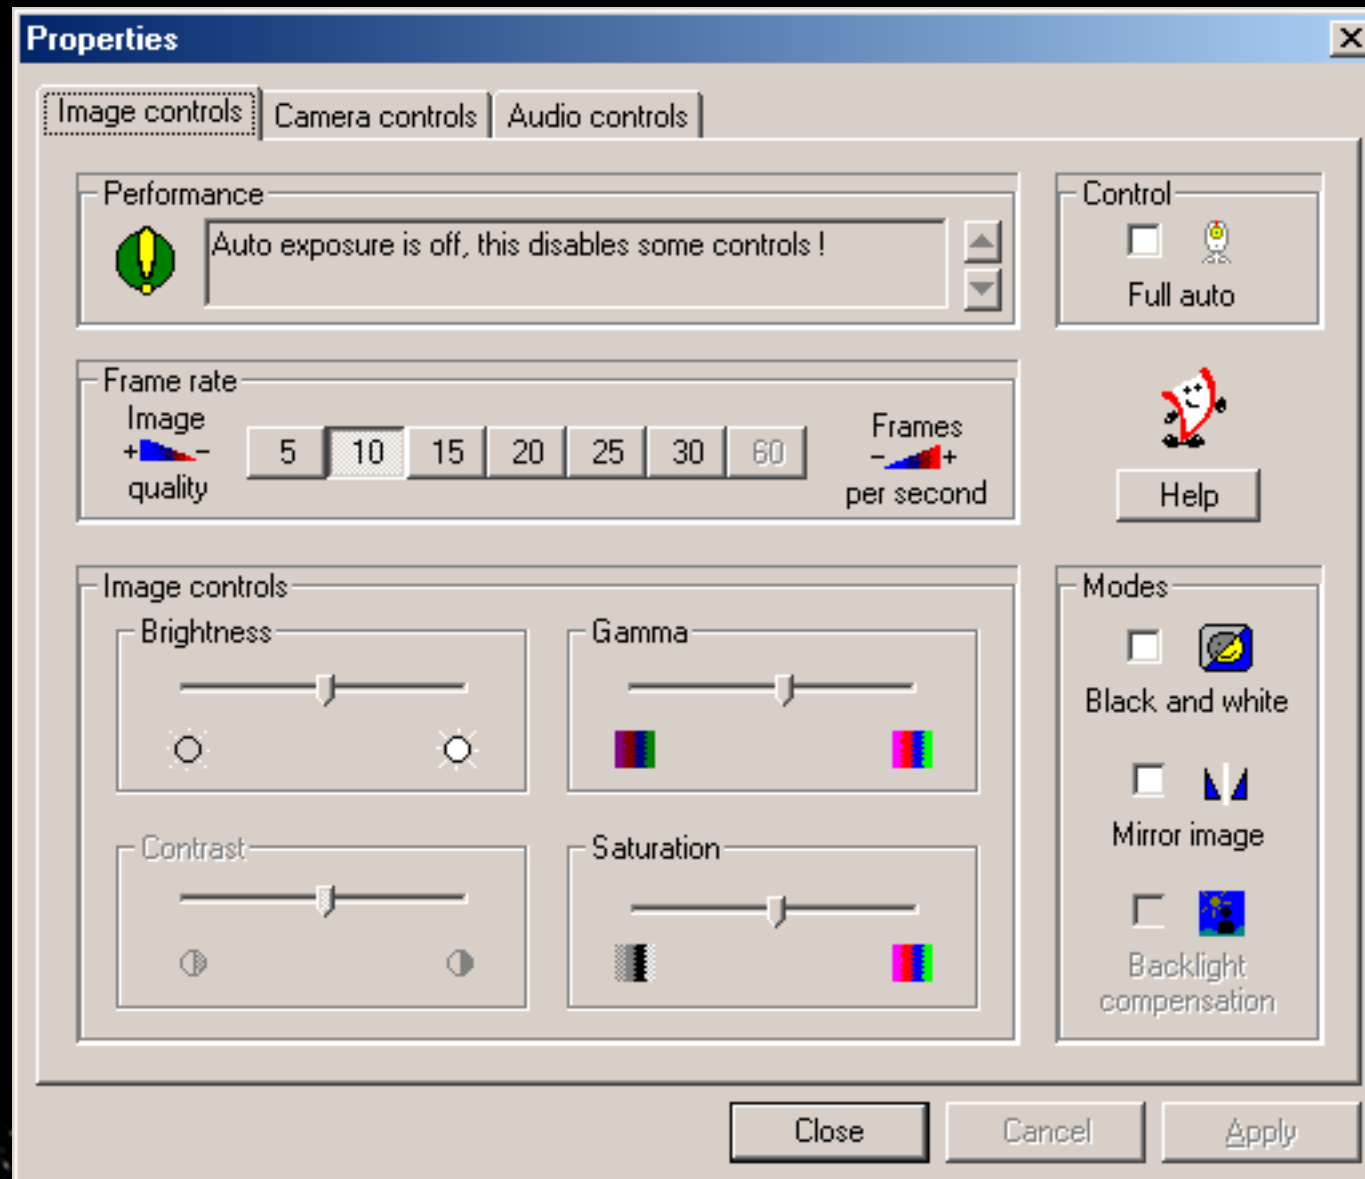 Properties
Image controls
Camera controls
Audio controls
Performance
Auto exposure is off, this disables some controls !
Control
Full auto
Frame rate
Image
+ -
quality
5
10
15
20
25
30
60
Frames
- +
per second
Help
Image controls
Brightness
Gamma
Contrast
Saturation
Modes
Black and white
Mirror image
Backlight
compensation
Close
Cancel
Apply